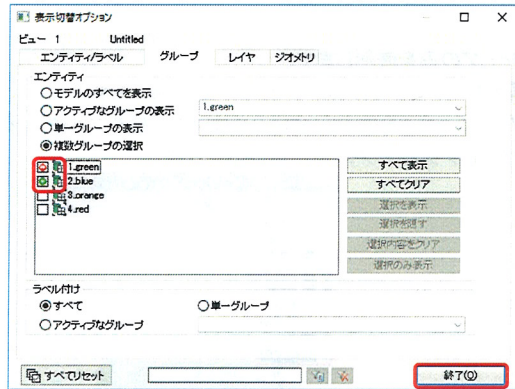 表示切替オプション
ビュー 1 Untitled
エンティティ/ラベル グループ レイヤ ジオメトリ
エンティティ
モデルのすべてを表示
アクティブなグループの表示 1.green
単一グループの表示
複数グループの選択
1.green すべて表示
2.blue すべてクリア
3.orange 選択を表示
4.red 選択を隠す
選択内容をクリア
選択のみ表示
ラベル付け
すべて 単一グループ
アクティブなグループ
すべてリセット 終了(O)